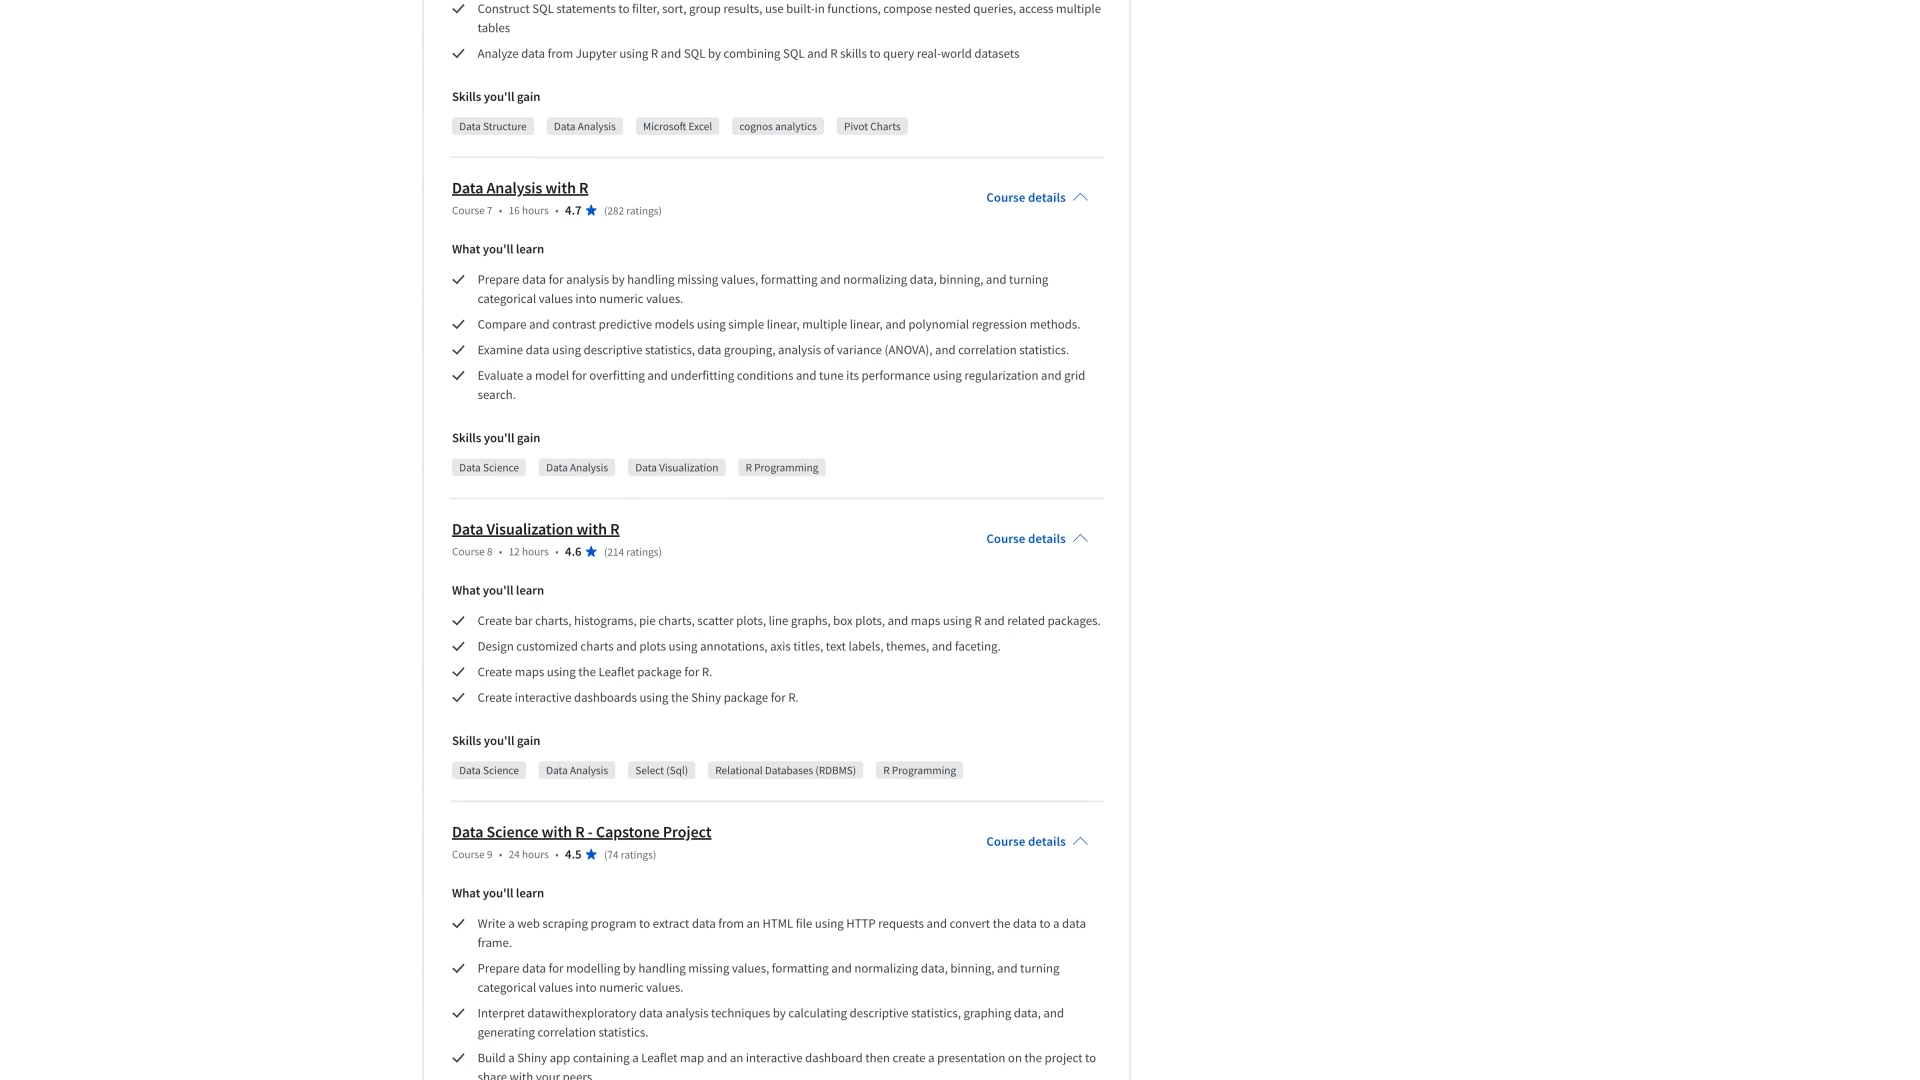 Construct SQL statements to filter, sort, group results, use built-in functions, compose nested queries, access multiple
tables
Analyze data from Jupyter using R and SQL by combining SQL and R skills to query real-world datasets
Skills you'll gain
Data Structure Data Analysis Microsoft Excel cognos analytics Pivot Charts
Data Analysis with R
Course details
Course 7 • 16 hours • 4.7 (282 ratings)
What you'll learn
Prepare data for analysis by handling missing values, formatting and normalizing data, binning, and turning
categorical values into numeric values.
Compare and contrast predictive models using simple linear, multiple linear, and polynomial regression methods.
Examine data using descriptive statistics, data grouping, analysis of variance (ANOVA), and correlation statistics.
Evaluate a model for overfitting and underfitting conditions and tune its performance using regularization and grid
search.
Skills you'll gain
Data Science Data Analysis Data Visualization R Programming
Data Visualization with R
Course details
Course 8 • 12 hours • 4.6 (214 ratings)
What you'll learn
Create bar charts, histograms, pie charts, scatter plots, line graphs, box plots, and maps using R and related packages.
Design customized charts and plots using annotations, axis titles, text labels, themes, and faceting.
Create maps using the Leaflet package for R.
Create interactive dashboards using the Shiny package for R.
Skills you'll gain
Data Science Data Analysis Select (Sql) Relational Databases (RDBMS) R Programming
Data Science with R - Capstone Project
Course details
Course 9 • 24 hours • 4.5 (74 ratings)
What you'll learn
Write a web scraping program to extract data from an HTML file using HTTP requests and convert the data to a data
frame.
Prepare data for modelling by handling missing values, formatting and normalizing data, binning, and turning
categorical values into numeric values.
Interpret datawithexploratory data analysis techniques by calculating descriptive statistics, graphing data, and
generating correlation statistics.
Build a Shiny app containing a Leaflet map and an interactive dashboard then create a presentation on the project to
share with your peers